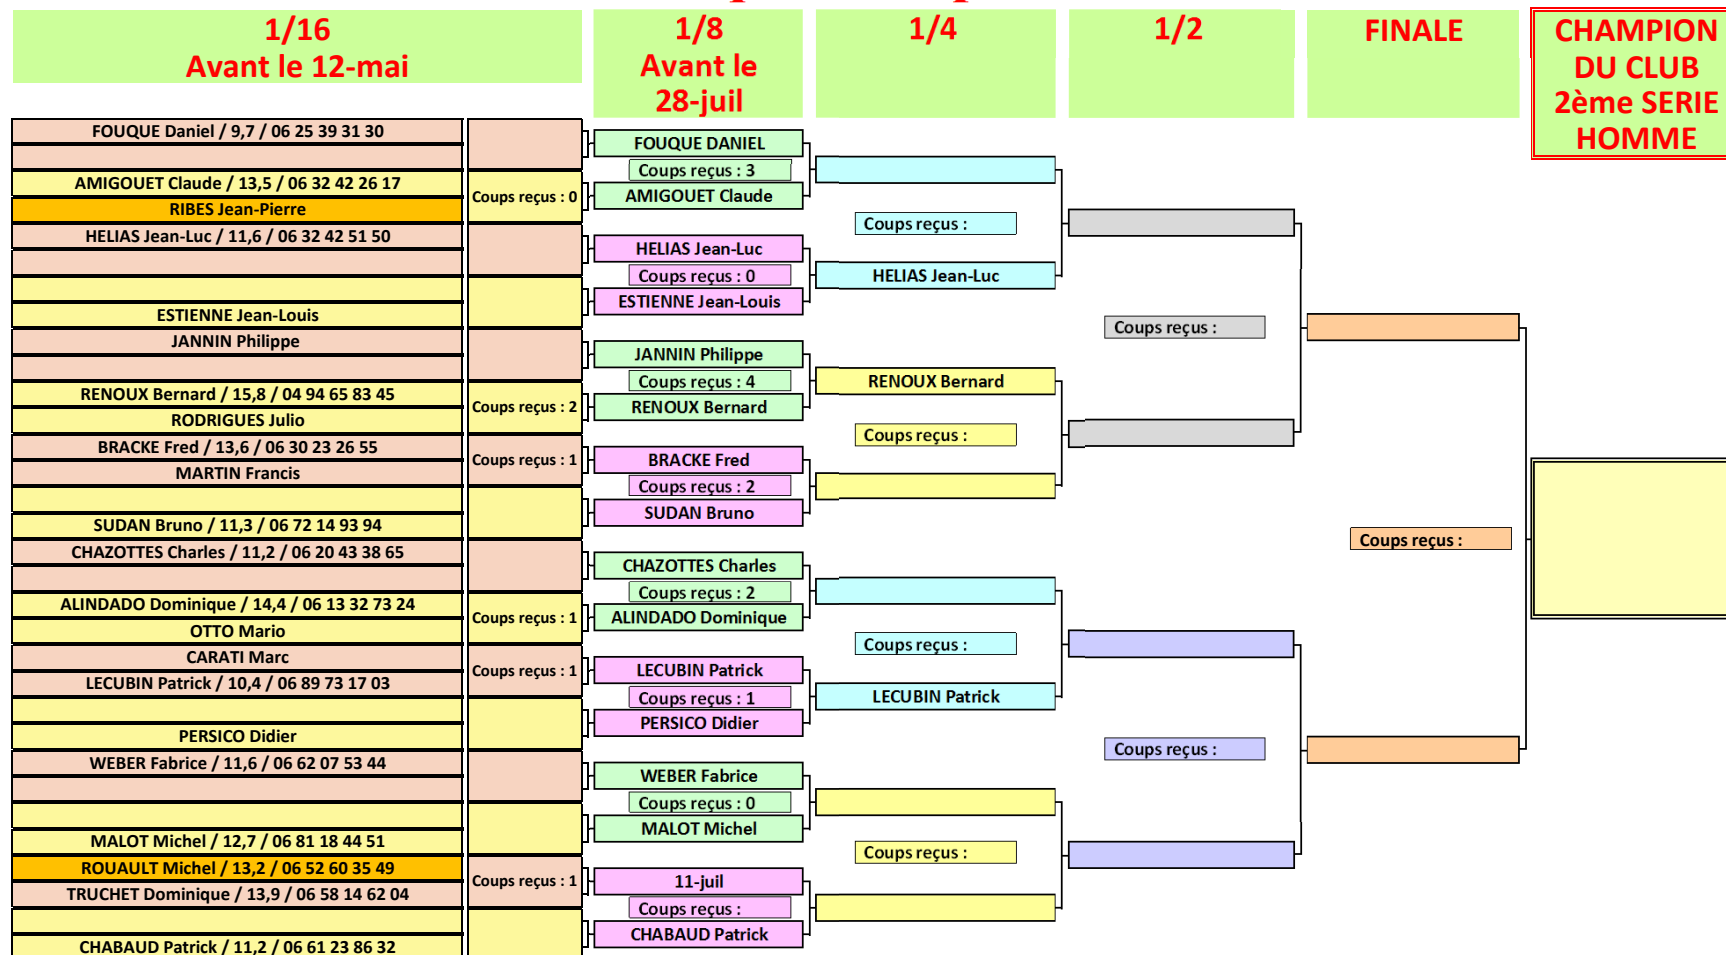 1/16
Avant le 12-mai
1/8
Avant le
28-juil
1/4
1/2
FINALE
CHAMPION
DU CLUB
2ème SERIE
HOMME
FOUQUE Daniel / 9,7 / 06 25 39 31 30
AMIGOUET Claude / 13,5 / 06 32 42 26 17
RIBES Jean-Pierre
Coups reçus : 0
HELIAS Jean-Luc / 11,6 / 06 32 42 51 50
ESTIENNE Jean-Louis
JANNIN Philippe
RENOUX Bernard / 15,8 / 04 94 65 83 45
RODRIGUES Julio
Coups reçus : 2
BRACKE Fred / 13,6 / 06 30 23 26 55
MARTIN Francis
Coups reçus : 1
SUDAN Bruno / 11,3 / 06 72 14 93 94
CHAZOTTES Charles / 11,2 / 06 20 43 38 65
ALINDADO Dominique / 14,4 / 06 13 32 73 24
OTTO Mario
Coups reçus : 1
CARATI Marc
LECUBIN Patrick / 10,4 / 06 89 73 17 03
Coups reçus : 1
PERSICO Didier
WEBER Fabrice / 11,6 / 06 62 07 53 44
MALOT Michel / 12,7 / 06 81 18 44 51
ROUAULT Michel / 13,2 / 06 52 60 35 49
TRUCHET Dominique / 13,9 / 06 58 14 62 04
Coups reçus : 1
CHABAUD Patrick / 11,2 / 06 61 23 86 32
FOUQUE DANIEL
Coups reçus : 3
AMIGOUET Claude
HELIAS Jean-Luc
Coups reçus : 0
ESTIENNE Jean-Louis
JANNIN Philippe
Coups reçus : 4
RENOUX Bernard
BRACKE Fred
Coups reçus : 2
SUDAN Bruno
CHAZOTTES Charles
Coups reçus : 2
ALINDADO Dominique
LECUBIN Patrick
Coups reçus : 1
PERSICO Didier
WEBER Fabrice
Coups reçus : 0
MALOT Michel
11-juil
Coups reçus :
CHABAUD Patrick
Coups reçus :
HELIAS Jean-Luc
RENOUX Bernard
Coups reçus :
Coups reçus :
LECUBIN Patrick
Coups reçus :
Coups reçus :
Coups reçus :
Coups reçus :